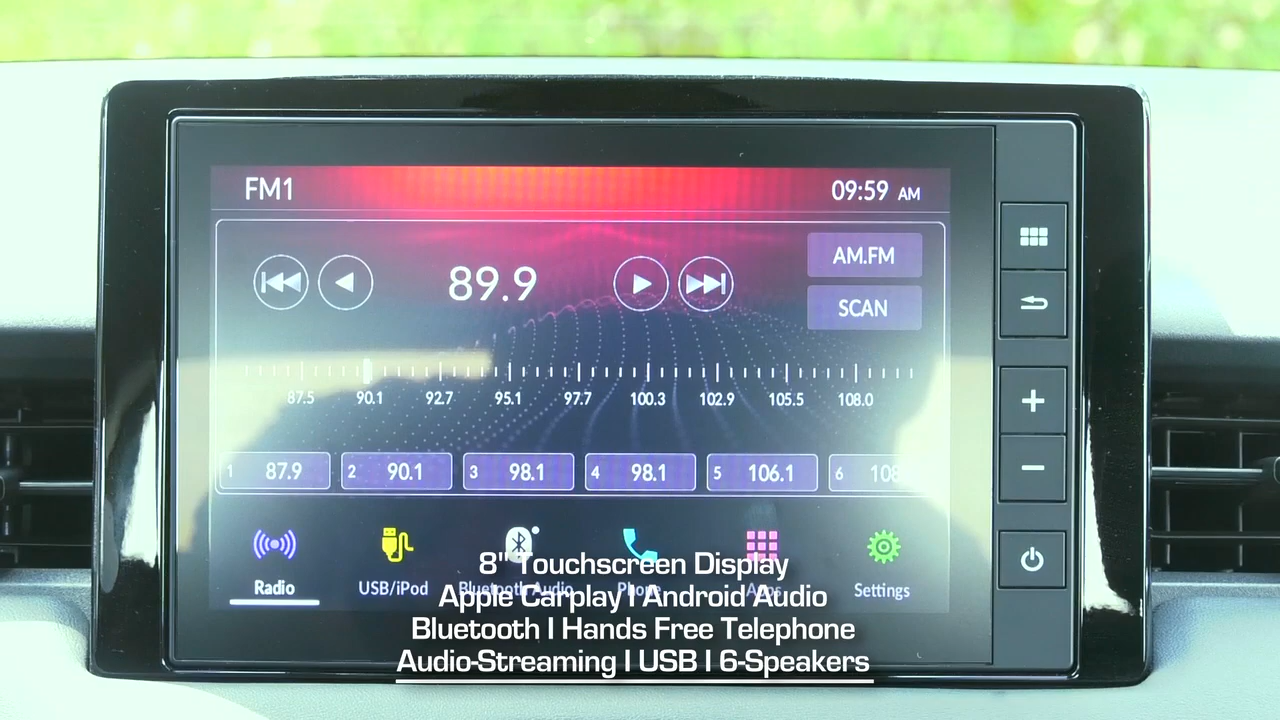 FM1
09:59 AM
89.9
AM.FM
SCAN
87.5 90.1 92.7 95.1 97.7 100.3 102.9 105.5 108.0
1 87.9
2 90.1
3 98.1
4 98.1
5 106.1
6 108
Radio
USB/iPod
Bluetooth Audio
Phone
Apps
Settings
8" Touchscreen Display
Apple Carplay | Android Audio
Bluetooth | Hands Free Telephone
Audio-Streaming | USB | 6-Speakers